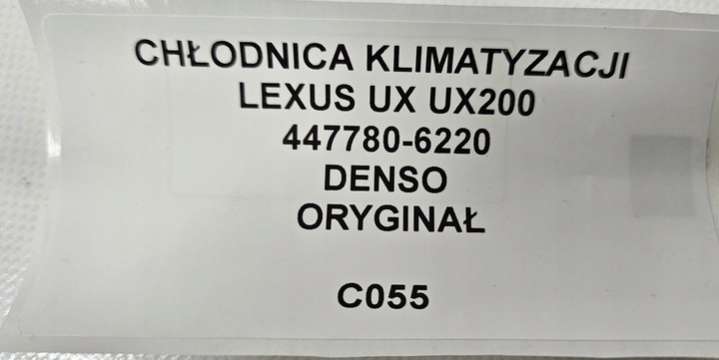 CHŁODNICA KLIMATYZACJI
LEXUS UX UX200
447780-6220
DENSO
ORYGINAŁ
C055